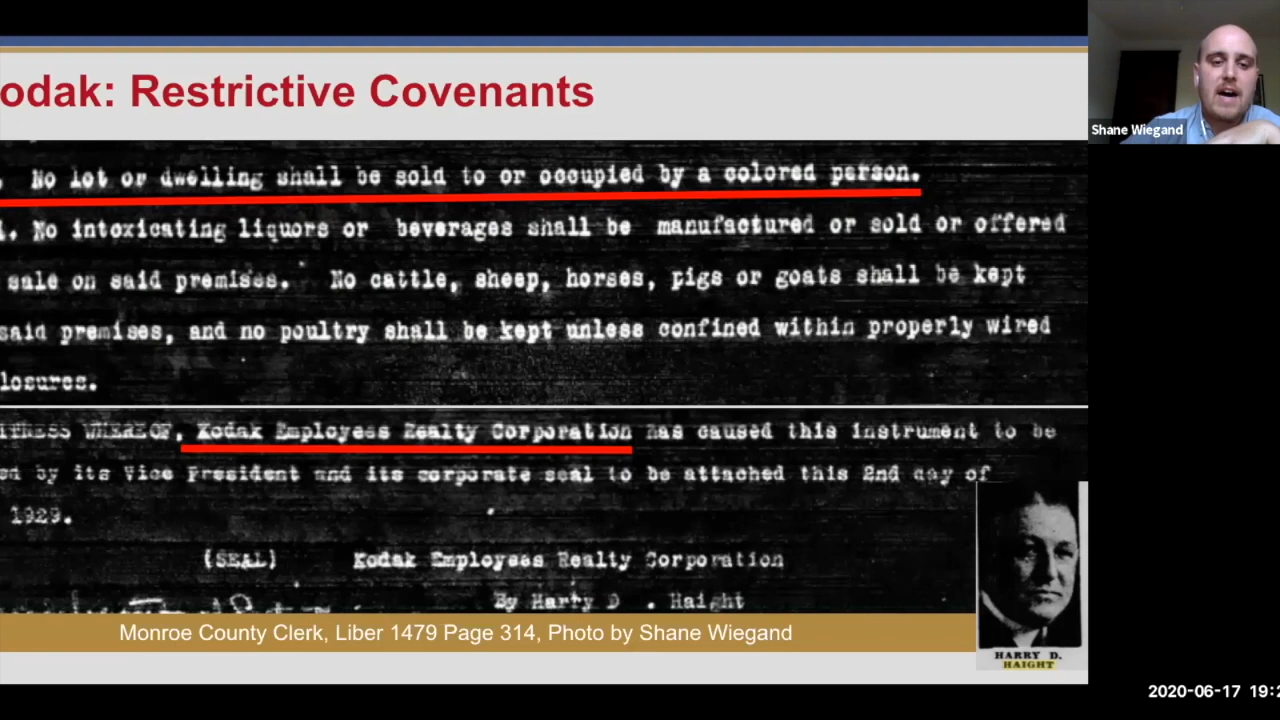 odak: Restrictive Covenants
Shane Wiegand
No lot or dwelling shall be sold to or occupied by a colored person.
. No intoxicating liquors or beverages shall be manufactured or sold or offered
sale on said premises. No cattle, sheep, horses, pigs or goats shall be kept
said premises, and no poultry shall be kept unless confined within properly wired
losures.
ITNESS WHEREOF, Kodak Employees Realty Corporation has caused this instrument to be
ed by its Vice President and its corporate seal to be attached this 2nd day of
1929.
(SEAL) Kodak Employees Realty Corporation
By Harry D . Haight
Monroe County Clerk, Liber 1479 Page 314, Photo by Shane Wiegand
HARRY D.
HAIGHT
2020-06-17 19:2